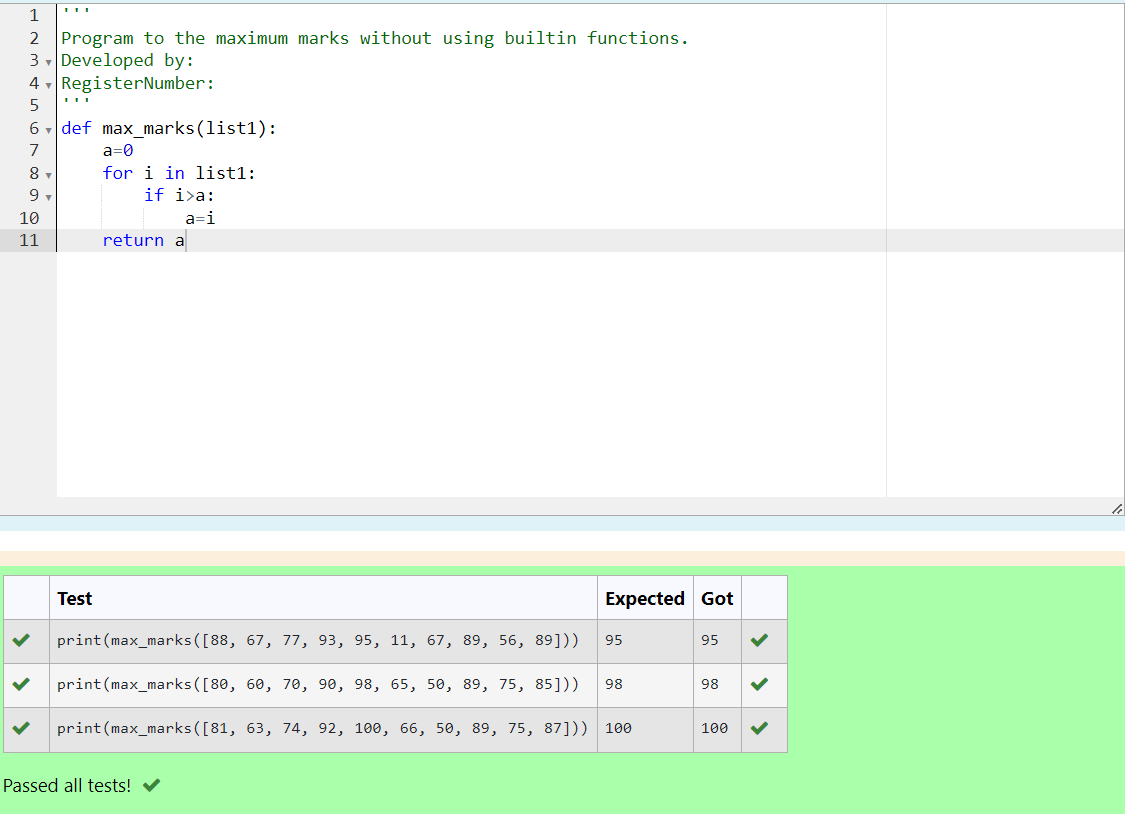 1 '''
2 Program to the maximum marks without using builtin functions.
3 Developed by:
4 RegisterNumber:
5 '''
6 def max_marks(list1):
7     a=0
8     for i in list1:
9         if i>a:
10             a=i
11     return a
Test Expected Got
print(max_marks([88, 67, 77, 93, 95, 11, 67, 89, 56, 89])) 95 95
print(max_marks([80, 60, 70, 90, 98, 65, 50, 89, 75, 85])) 98 98
print(max_marks([81, 63, 74, 92, 100, 66, 50, 89, 75, 87])) 100 100
Passed all tests!